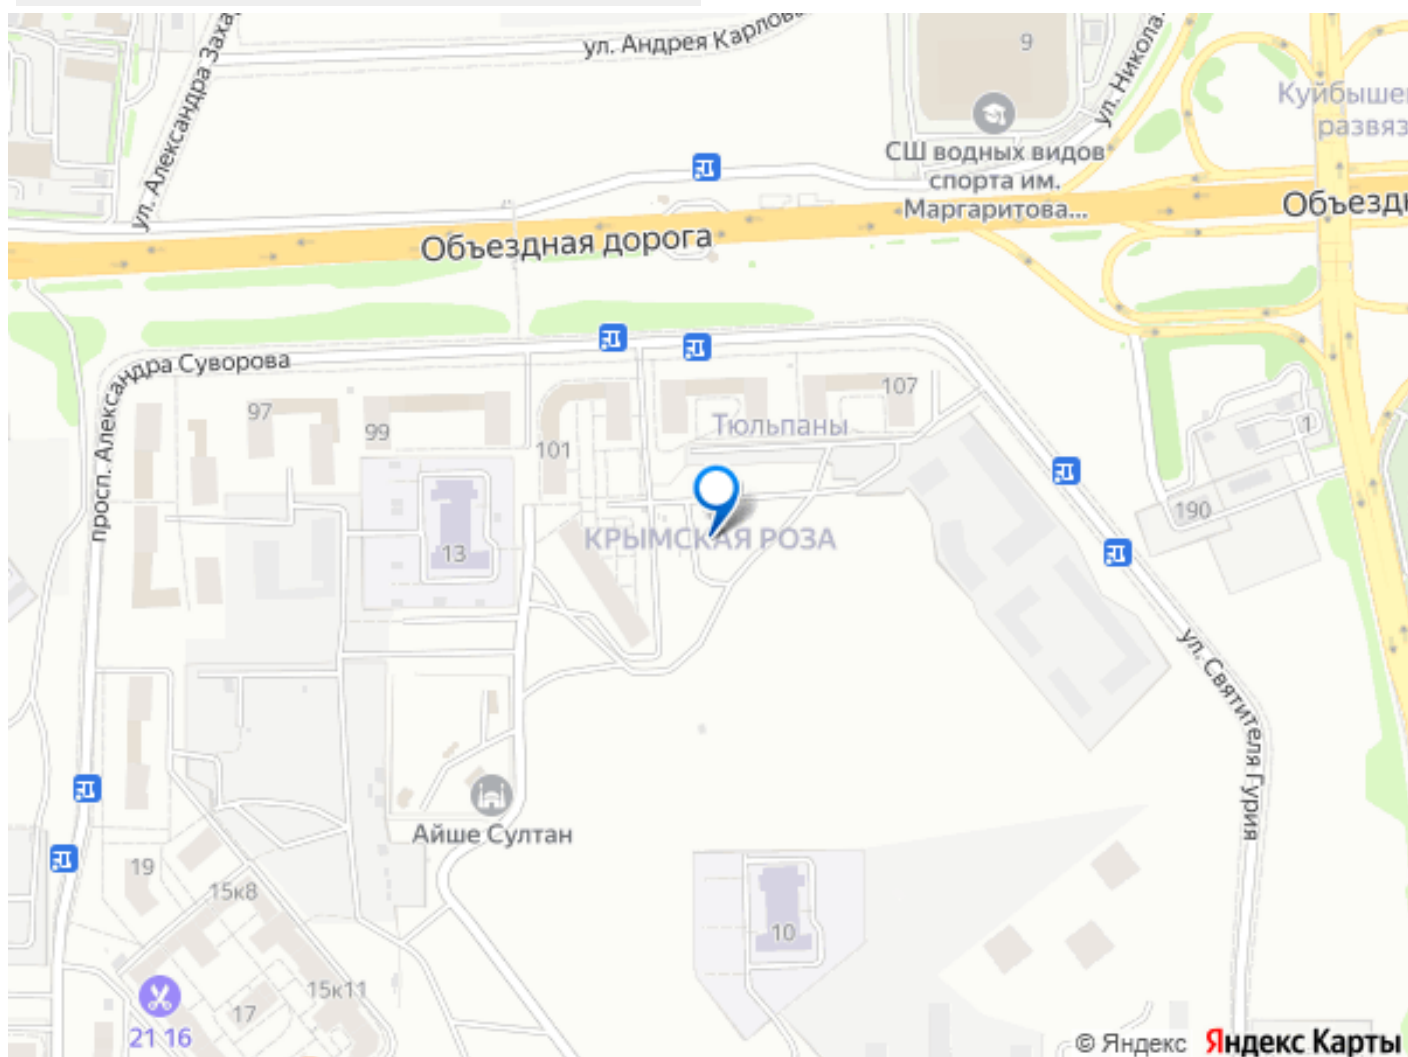 ул. Андрея Карлова
9
ул. Александра Заха
ул. Никола
Куйбыше
развяз
СШ водных видов
спорта им.
Маргаритова...
Объездн
Объездная дорога
просп. Александра Суворова
97
99
101
107
Тюльпаны
1
190
КРЫМСКАЯ РОЗА
13
ул. Святителя Гурия
Айше Султан
19
15к8
10
15к11
17
21 16
© Яндекс Яндекс Карты